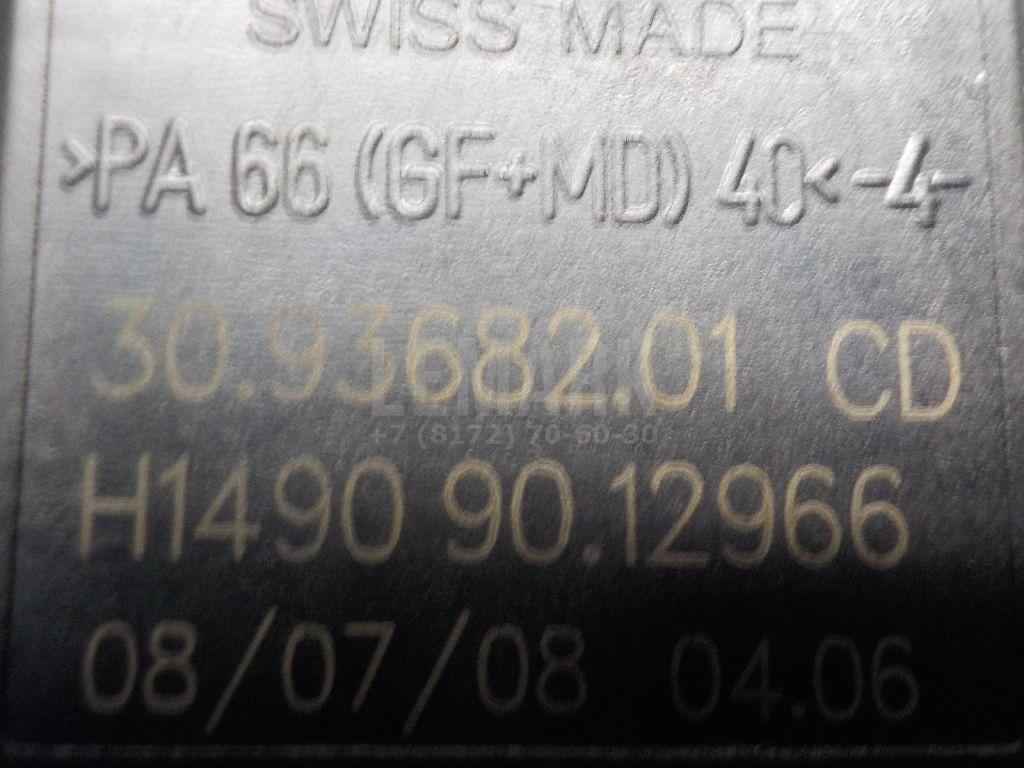 SWISS MADE
>PA 66 (GF+MD) 40< -4-
30.93682.01 CD
+7 (8172) 70-60-80
H1490 90.12966
08/07/08 04.06